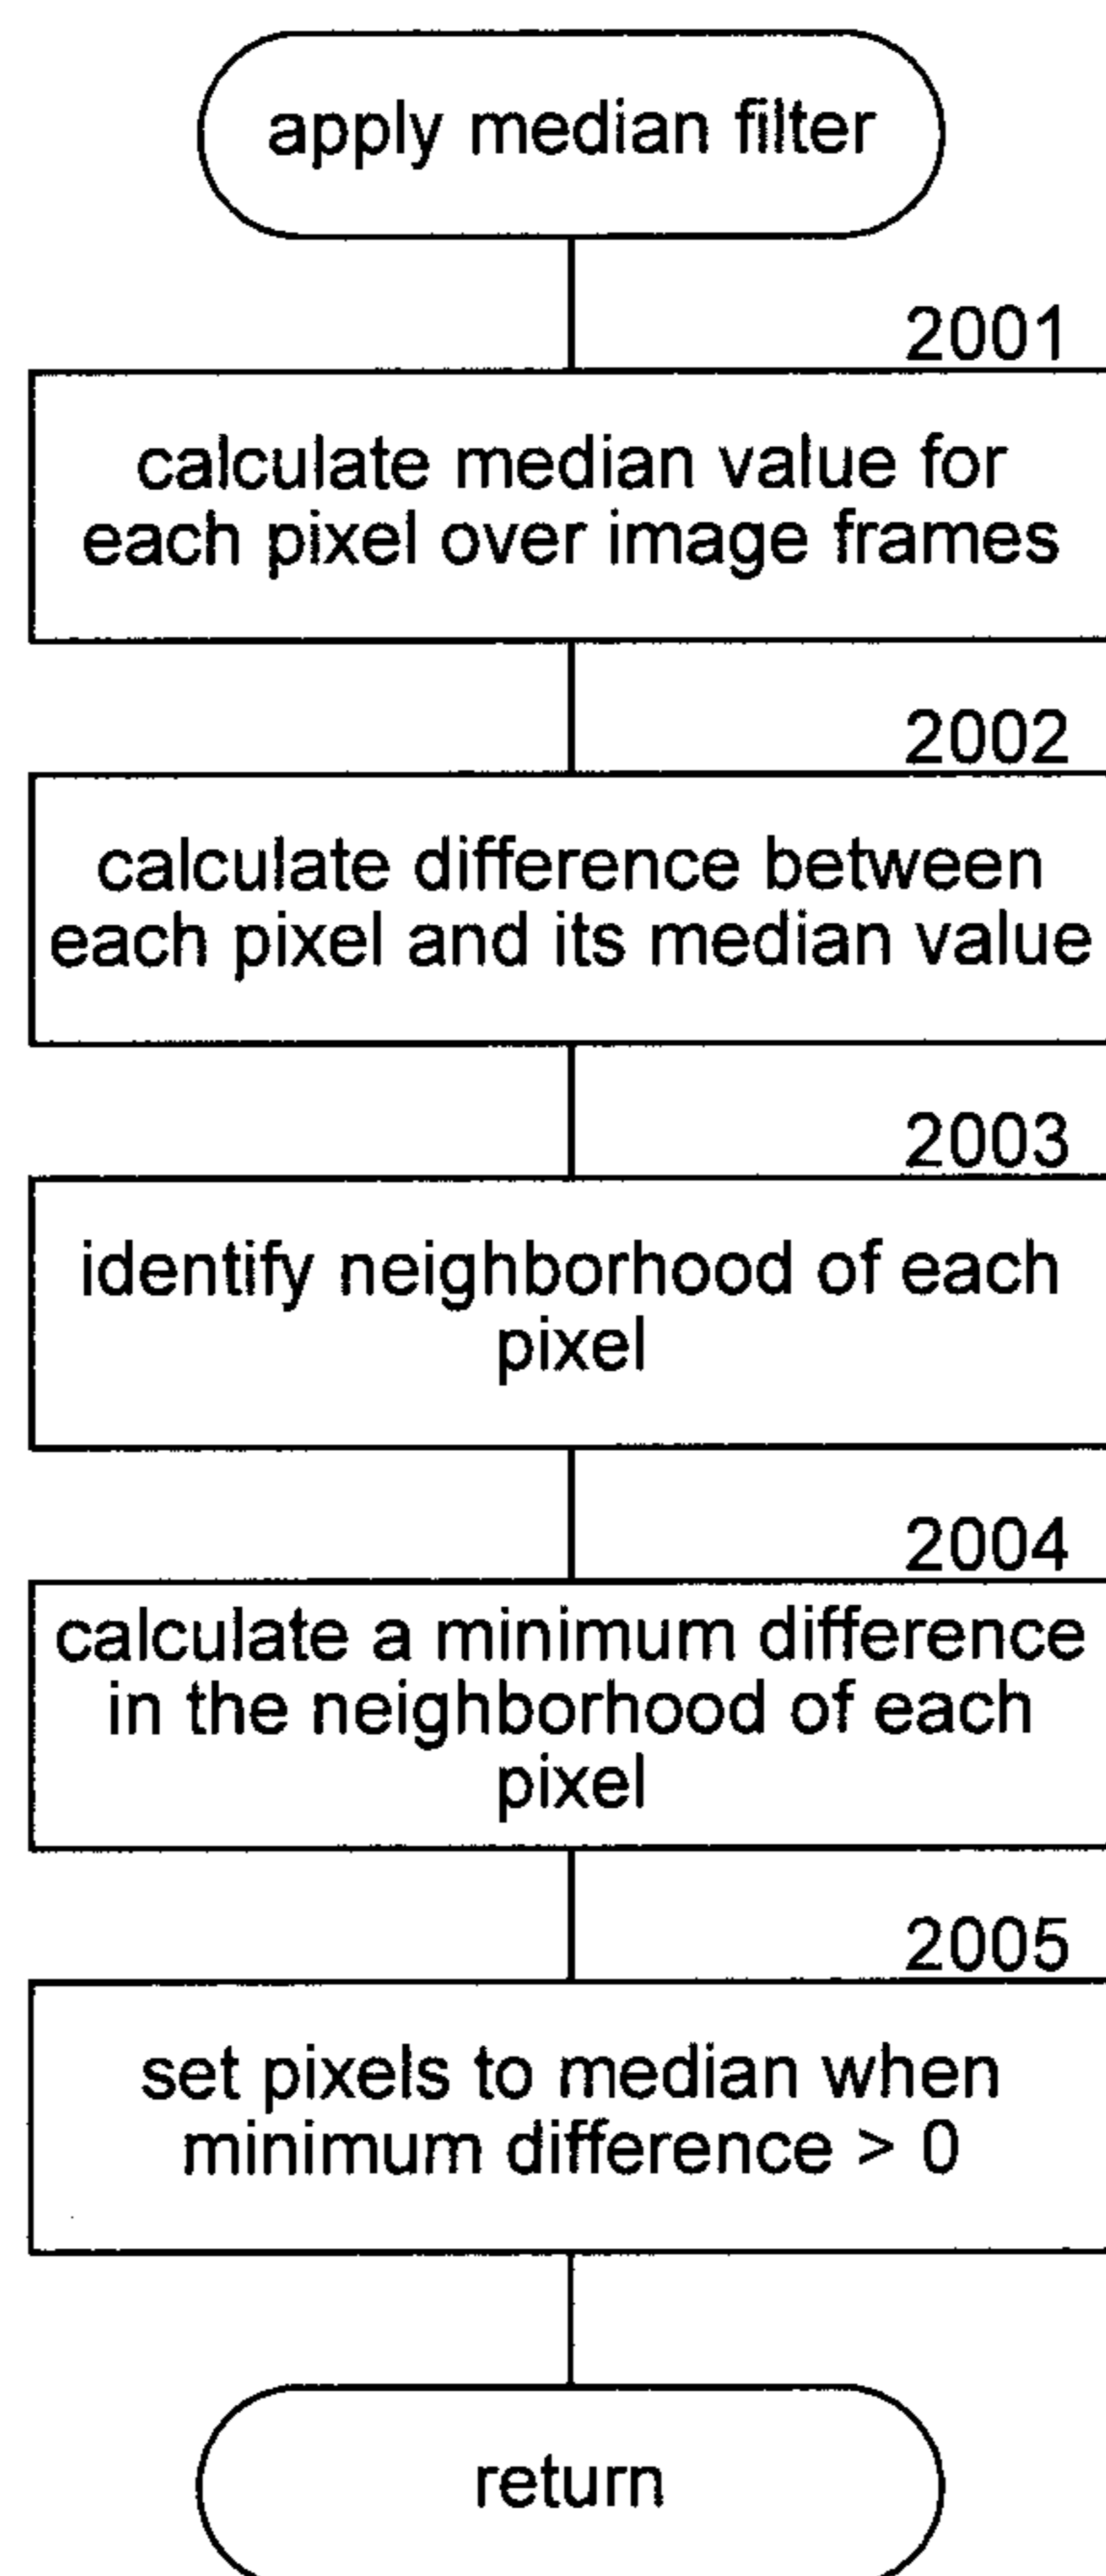 apply median filter
2001
calculate median value for
each pixel over image frames
2002
calculate difference between
each pixel and its median value
2003
identify neighborhood of each
pixel
2004
calculate a minimum difference
in the neighborhood of each
pixel
2005
set pixels to median when
minimum difference > 0
return